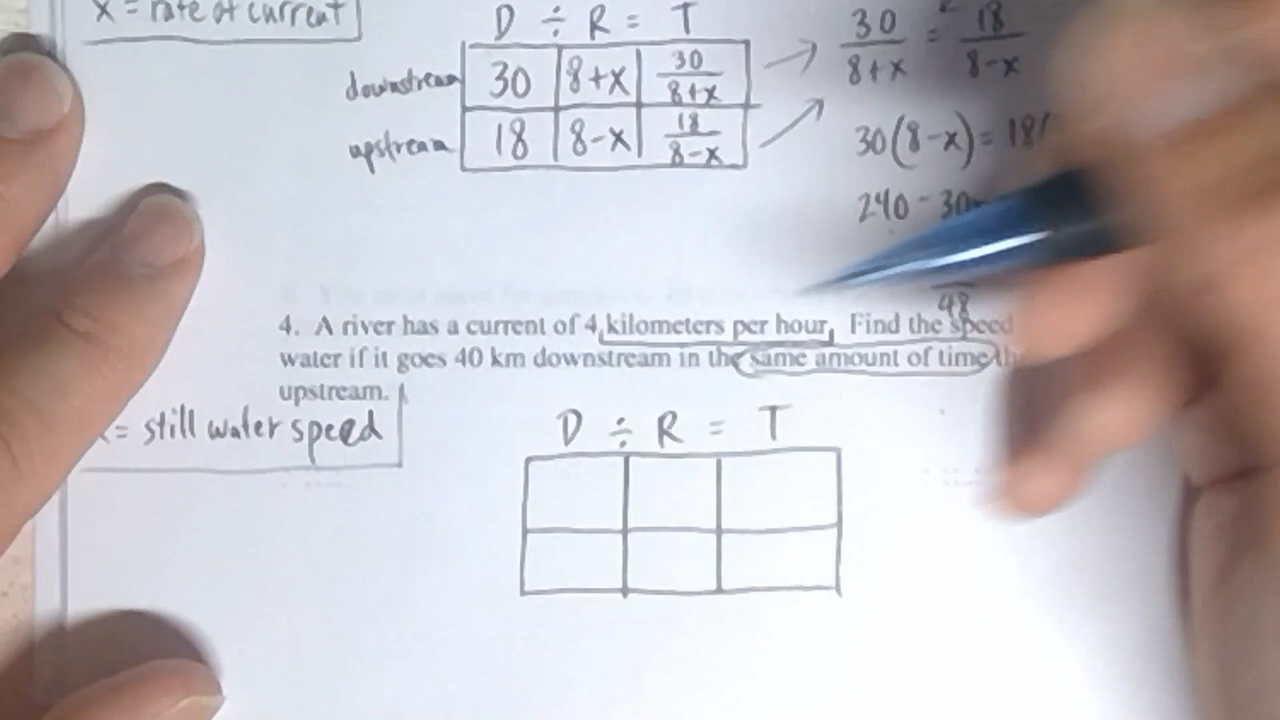 x = rate of current
D ÷ R = T
downstream 30 8+x 30/8+x
upstream 18 8-x 18/8-x
30/8+x = 18/8-x
30(8-x) = 18
240 - 30
48
4. A river has a current of 4 kilometers per hour. Find the speed
water if it goes 40 km downstream in the same amount of time
upstream.
= still water speed
D ÷ R = T